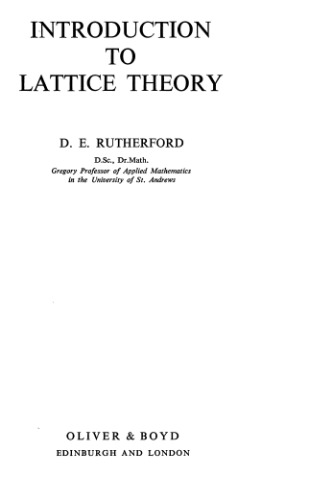 INTRODUCTION
TO
LATTICE THEORY
D. E. RUTHERFORD
D.Sc., Dr.Math.
Gregory Professor of Applied Mathematics
in the University of St. Andrews
OLIVER & BOYD
EDINBURGH AND LONDON